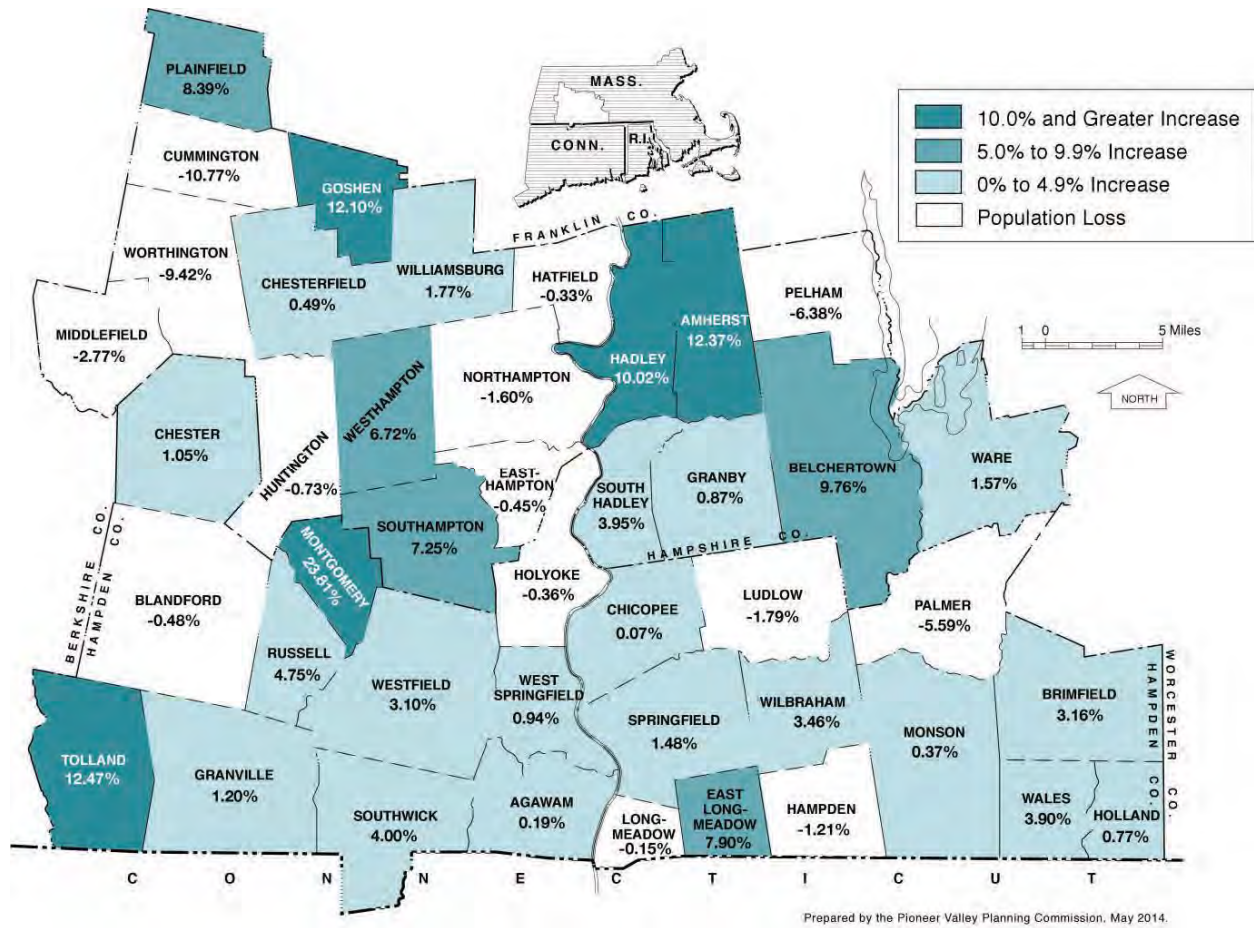 PLAINFIELD
8.39%
MASS.
CONN.
R.I.
10.0% and Greater Increase
5.0% to 9.9% Increase
0% to 4.9% Increase
Population Loss
CUMMINGTON
-10.77%
GOSHEN
12.10%
FRANKLIN CO.
WORTHINGTON
-9.42%
CHESTERFIELD
0.49%
WILLIAMSBURG
1.77%
HATFIELD
-0.33%
PELHAM
-6.38%
MIDDLEFIELD
-2.77%
AMHERST
12.37%
HADLEY
10.02%
1 0 5 Miles
NORTH
NORTHAMPTON
-1.60%
WESTHAMPTON
6.72%
CHESTER
1.05%
HUNTINGTON
-0.73%
EAST-
HAMPTON
-0.45%
SOUTH
HADLEY
3.95%
GRANBY
0.87%
BELCHERTOWN
9.76%
WARE
1.57%
SOUTHAMPTON
7.25%
HAMPSHIRE CO.
MONTGOMERY
23.81%
BERKSHIRE CO.
HAMPDEN CO.
BLANDFORD
-0.48%
HOLYOKE
-0.36%
CHICOPEE
0.07%
LUDLOW
-1.79%
PALMER
-5.59%
RUSSELL
4.75%
WESTFIELD
3.10%
WEST
SPRINGFIELD
0.94%
SPRINGFIELD
1.48%
WILBRAHAM
3.46%
MONSON
0.37%
BRIMFIELD
3.16%
HAMPDEN CO.
WORCESTER CO.
TOLLAND
12.47%
GRANVILLE
1.20%
SOUTHWICK
4.00%
AGAWAM
0.19%
LONG-
MEADOW
-0.15%
EAST
LONG-
MEADOW
7.90%
HAMPDEN
-1.21%
WALES
3.90%
HOLLAND
0.77%
CONNECTICUT
Prepared by the Pioneer Valley Planning Commission, May 2014.